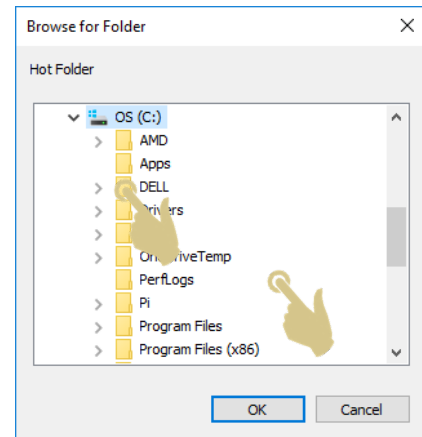 Browse for Folder
Hot Folder
OS (C:)
AMD
Apps
DELL
PerfLogs
Pi
Program Files
Program Files (x86)
OK
Cancel